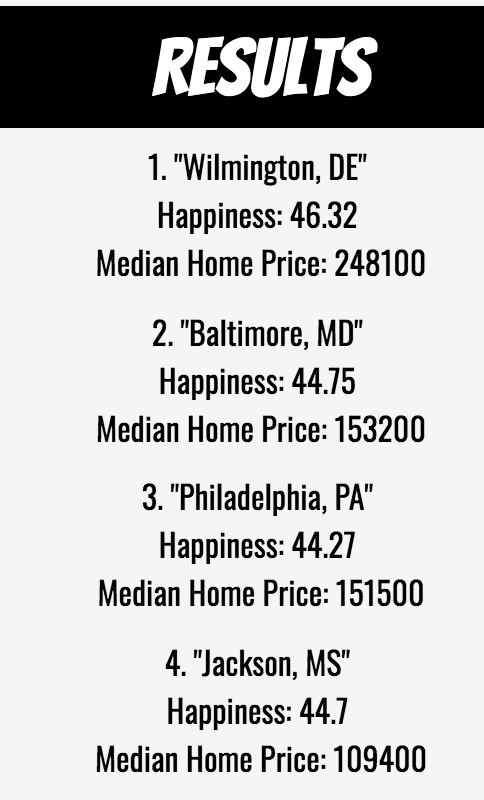 RESULTS
1. "Wilmington, DE"
Happiness: 46.32
Median Home Price: 248100
2. "Baltimore, MD"
Happiness: 44.75
Median Home Price: 153200
3. "Philadelphia, PA"
Happiness: 44.27
Median Home Price: 151500
4. "Jackson, MS"
Happiness: 44.7
Median Home Price: 109400